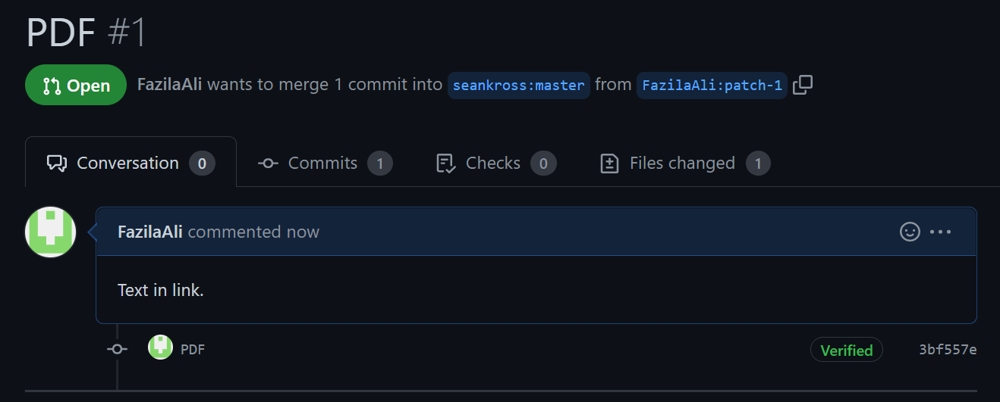 PDF #1
Open FazilaAli wants to merge 1 commit into seankross:master from FazilaAli:patch-1
Conversation 0 Commits 1 Checks 0 Files changed 1
FazilaAli commented now
Text in link.
PDF Verified 3bf557e